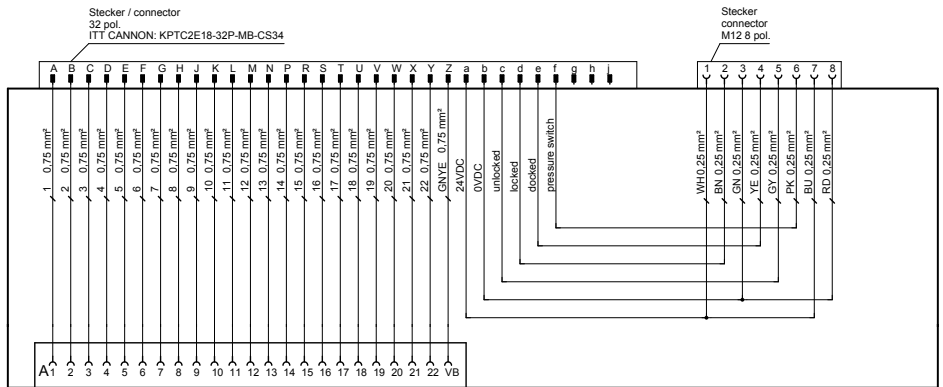 Stecker / connector
32 pol.
ITT CANNON: KPTC2E18-32P-MB-CS34
Stecker
connector
M12 8 pol.
A B C D E F G H J K L M N P R S T U V W X Y Z a b c d e f g h j
1 2 3 4 5 6 7 8
1 0,75 mm²
2 0,75 mm²
3 0,75 mm²
4 0,75 mm²
5 0,75 mm²
6 0,75 mm²
7 0,75 mm²
8 0,75 mm²
9 0,75 mm²
10 0,75 mm²
11 0,75 mm²
12 0,75 mm²
13 0,75 mm²
14 0,75 mm²
15 0,75 mm²
16 0,75 mm²
17 0,75 mm²
18 0,75 mm²
19 0,75 mm²
20 0,75 mm²
21 0,75 mm²
22 0,75 mm²
GNYE 0,75 mm²
24VDC
0VDC
unlocked
locked
docked
pressure switch
WH 0,25 mm²
BN 0,25 mm²
GN 0,25 mm²
YE 0,25 mm²
GY 0,25 mm²
PK 0,25 mm²
BU 0,25 mm²
RD 0,25 mm²
A 1 2 3 4 5 6 7 8 9 10 11 12 13 14 15 16 17 18 19 20 21 22 VB